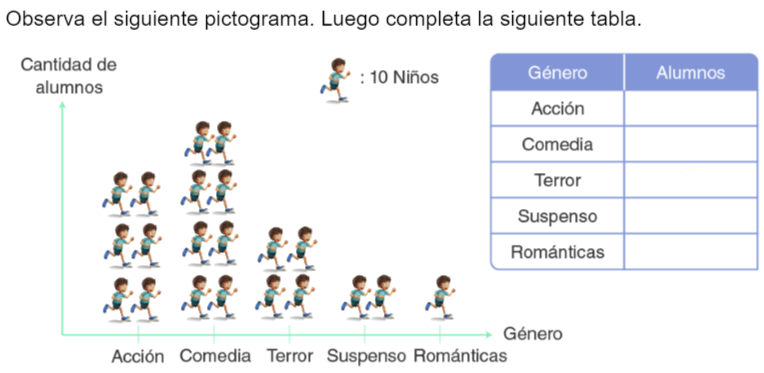 Observa el siguiente pictograma. Luego completa la siguiente tabla.
Cantidad de
alumnos
: 10 Niños
Género Alumnos
Acción
Comedia
Terror
Suspenso
Románticas
Género
Acción Comedia Terror Suspenso Románticas